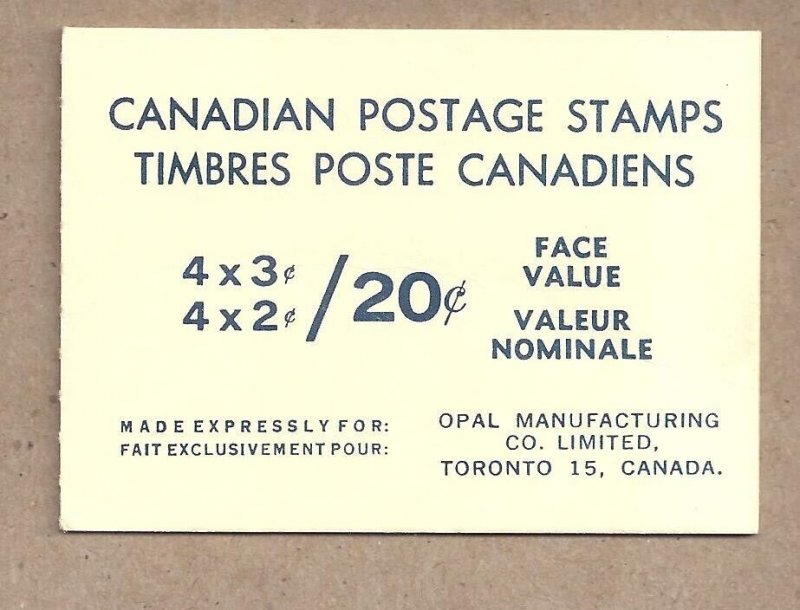 CANADIAN POSTAGE STAMPS
TIMBRES POSTE CANADIENS
4 x 3¢
4 x 2¢
/20¢
FACE
VALUE
VALEUR
NOMINALE
MADE EXPRESSLY FOR:
FAIT EXCLUSIVEMENT POUR:
OPAL MANUFACTURING
CO. LIMITED,
TORONTO 15, CANADA.